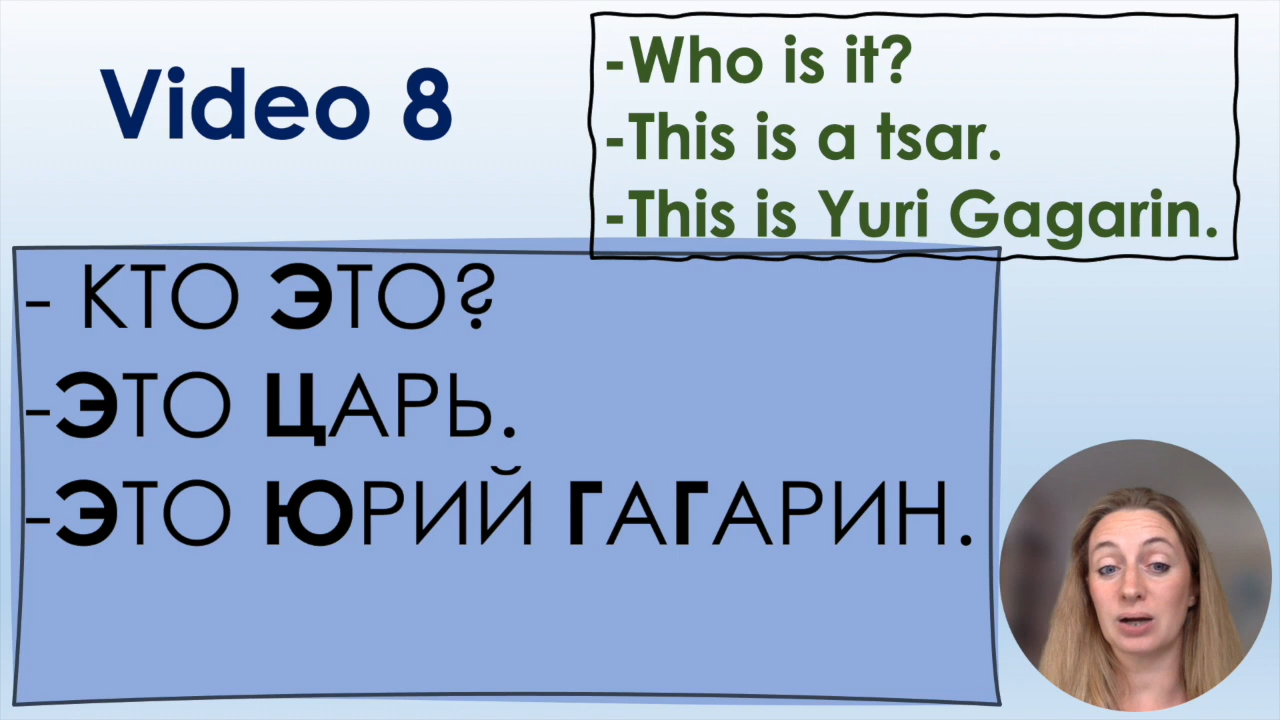 Video 8
-Who is it?
-This is a tsar.
-This is Yuri Gagarin.
- КТО ЭТО?
-ЭТО ЦАРЬ.
-ЭТО ЮРИЙ ГАГАРИН.